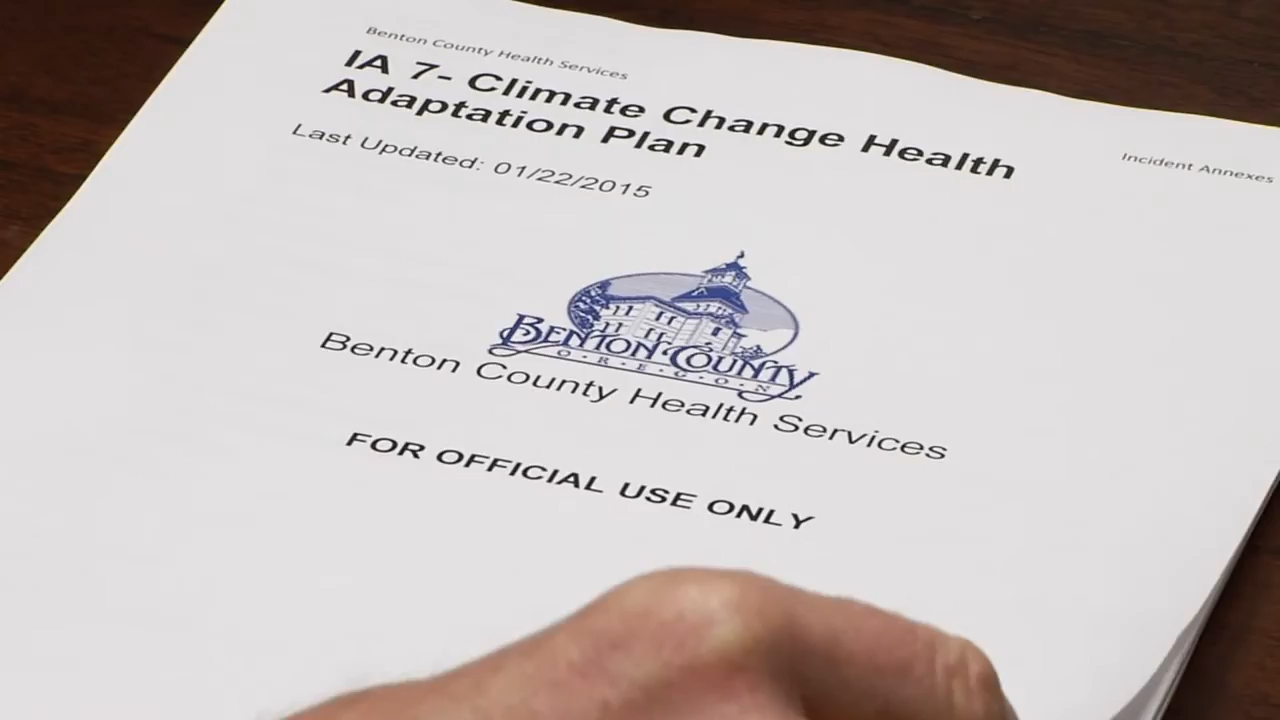 Benton County Health Services
IA 7- Climate Change Health
Adaptation Plan
Incident Annexes
Last Updated: 01/22/2015
BENTON COUNTY
O·R·E·G·O·N
Benton County Health Services
FOR OFFICIAL USE ONLY